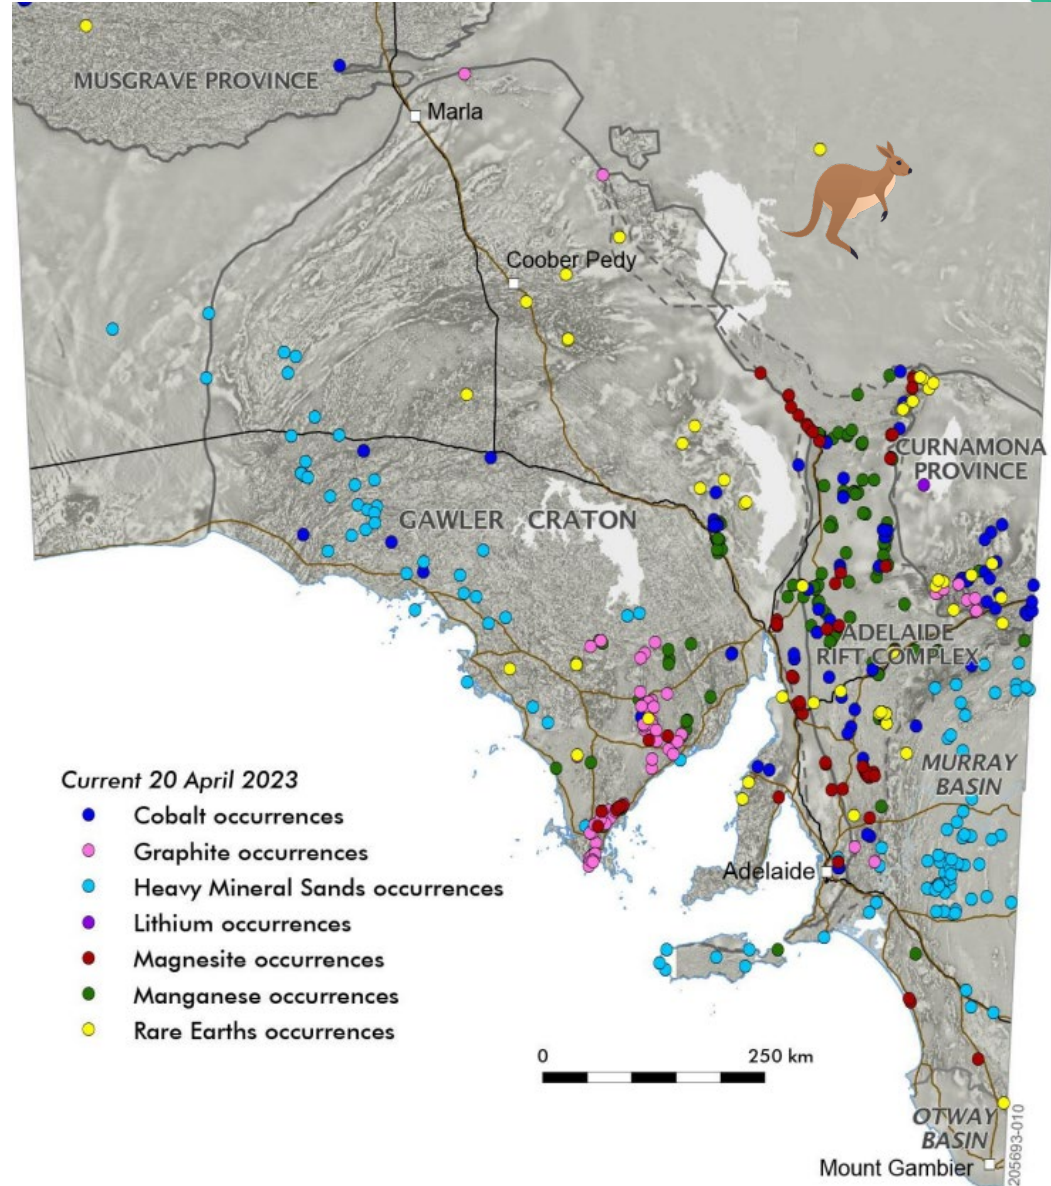 MUSGRAVE PROVINCE
Marla
Coober Pedy
CURNAMONA
PROVINCE
GAWLER CRATON
ADELAIDE
RIFT COMPLEX
MURRAY
BASIN
Current 20 April 2023
Cobalt occurrences
Graphite occurrences
Heavy Mineral Sands occurrences
Lithium occurrences
Magnesite occurrences
Manganese occurrences
Rare Earths occurrences
Adelaide
0 250 km
OTWAY
BASIN
Mount Gambier
205693-010